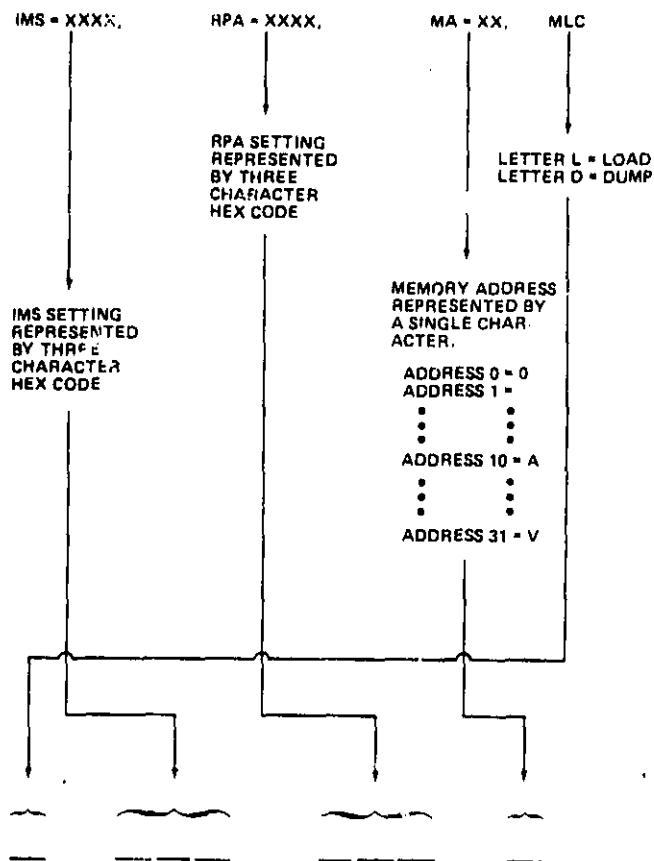 IMS = XXXX, RPA = XXXX, MA = XX, MLC
RPA SETTING
REPRESENTED
BY THREE
CHARACTER
HEX CODE
LETTER L = LOAD
LETTER D = DUMP
IMS SETTING
REPRESENTED
BY THREE
CHARACTER
HEX CODE
MEMORY ADDRESS
REPRESENTED BY
A SINGLE CHAR-
ACTER.
ADDRESS 0 = 0
ADDRESS 1 =
ADDRESS 10 = A
ADDRESS 31 = V